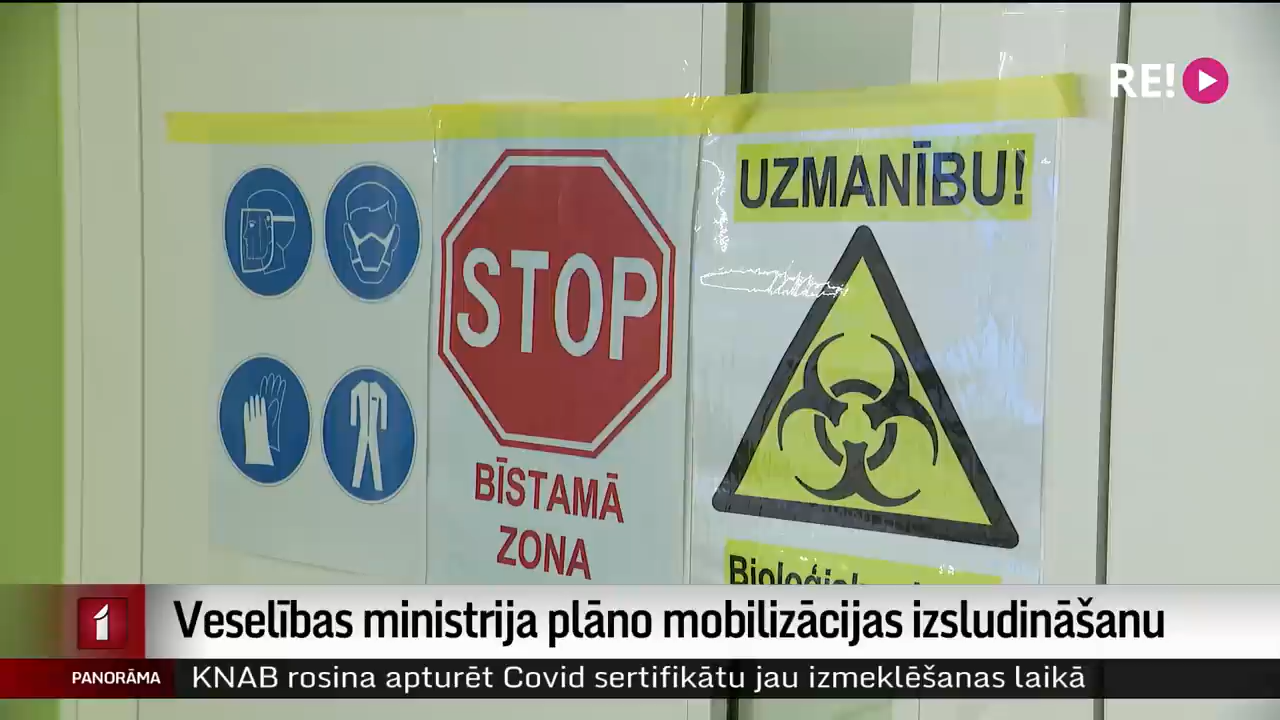 RE!
UZMANĪBU!
STOP
BĪSTAMĀ
ZONA
1
Veselības ministrija plāno mobilizācijas izsludināšanu
PANORĀMA
KNAB rosina apturēt Covid sertifikātu jau izmeklēšanas laikā